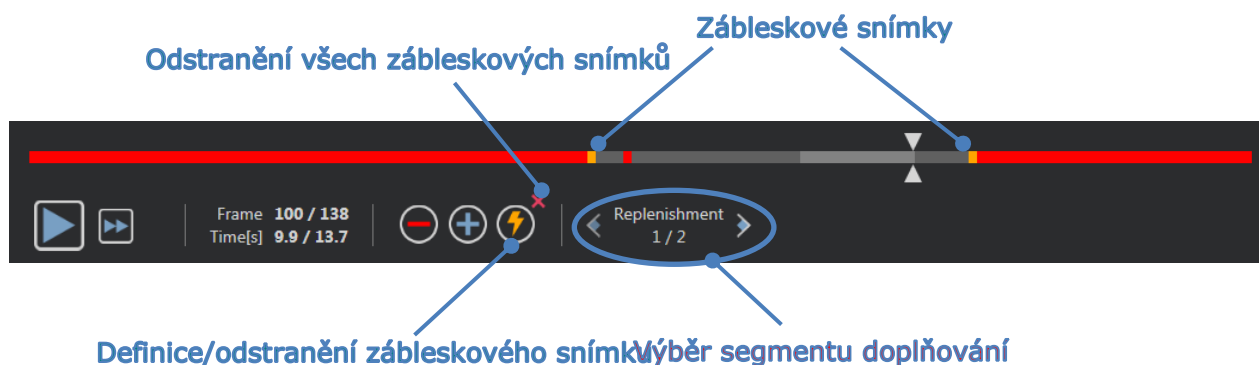 Zábleskové snímky
Odstranění všech zábleskových snímků
Frame 100 / 138
Time[s] 9.9 / 13.7
Replenishment
1 / 2
Definice/odstranění zábleskového snímku
Výběr segmentu doplňování